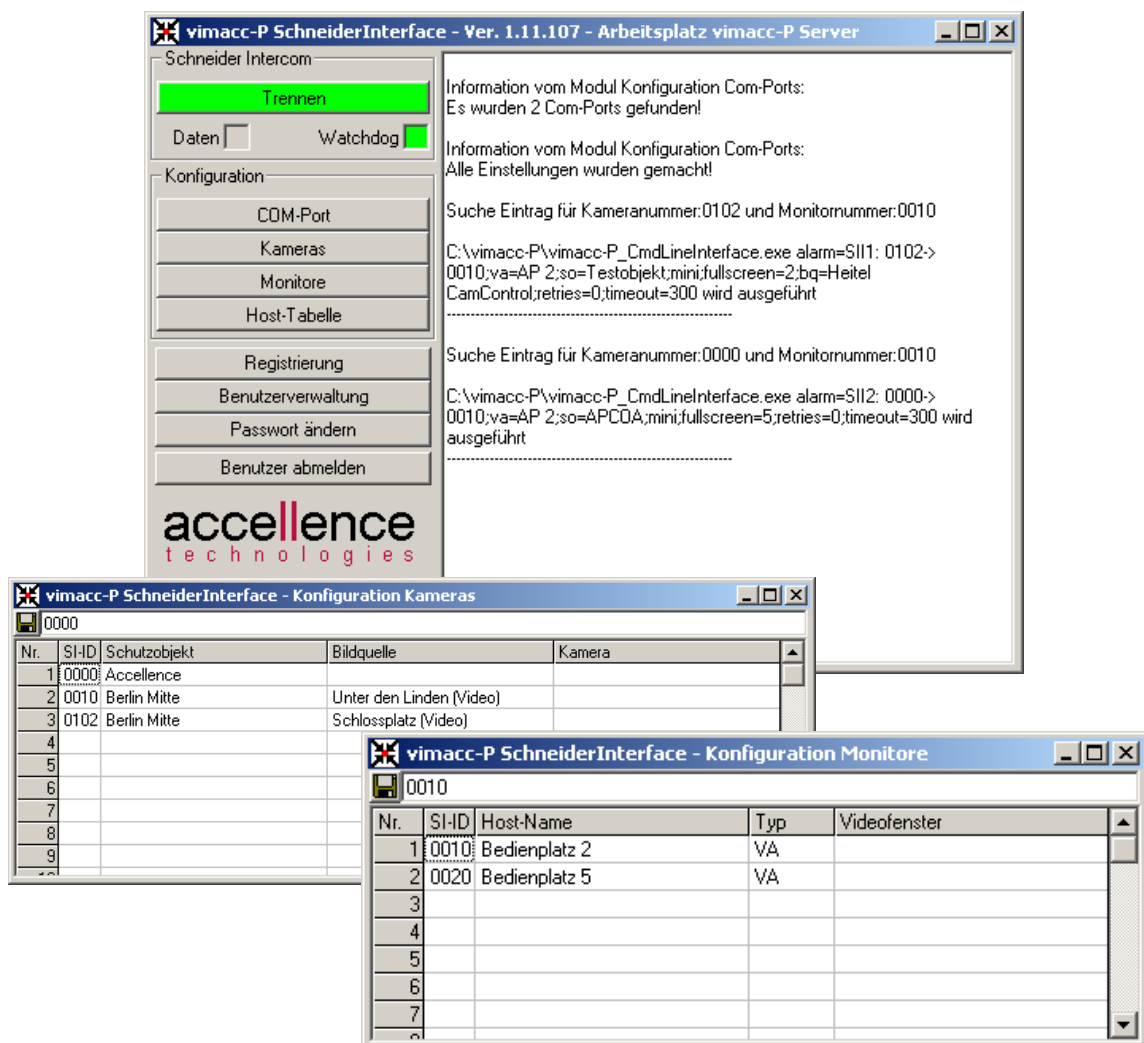 vimacc-P SchneiderInterface - Ver. 1.11.107 - Arbeitsplatz vimacc-P Server
Schneider Intercom
Trennen
Daten Watchdog
Konfiguration
COM-Port
Kameras
Monitore
Host-Tabelle
Registrierung
Benutzerverwaltung
Passwort ändern
Benutzer abmelden
accellence
technologies
Information vom Modul Konfiguration Com-Ports:
Es wurden 2 Com-Ports gefunden!
Information vom Modul Konfiguration Com-Ports:
Alle Einstellungen wurden gemacht!
Suche Eintrag für Kameranummer:0102 und Monitornummer:0010
C:\vimacc-P\vimacc-P_CmdLineInterface.exe alarm=SII1: 0102->
0010;va=AP 2;so=Testobjekt;mini;fullscreen=2;bq=Heitel
CamControl;retries=0;timeout=300 wird ausgeführt
------------------------------------------------------------
Suche Eintrag für Kameranummer:0000 und Monitornummer:0010
C:\vimacc-P\vimacc-P_CmdLineInterface.exe alarm=SII2: 0000->
0010;va=AP 2;so=APCOA;mini;fullscreen=5;retries=0;timeout=300 wird
ausgeführt
------------------------------------------------------------
vimacc-P SchneiderInterface - Konfiguration Kameras
0000
Nr. SI-ID Schutzobjekt Bildquelle Kamera
1 0000 Accellence
2 0010 Berlin Mitte Unter den Linden (Video)
3 0102 Berlin Mitte Schlossplatz (Video)
4
5
6
7
8
9
vimacc-P SchneiderInterface - Konfiguration Monitore
0010
Nr. SI-ID Host-Name Typ Videofenster
1 0010 Bedienplatz 2 VA
2 0020 Bedienplatz 5 VA
3
4
5
6
7